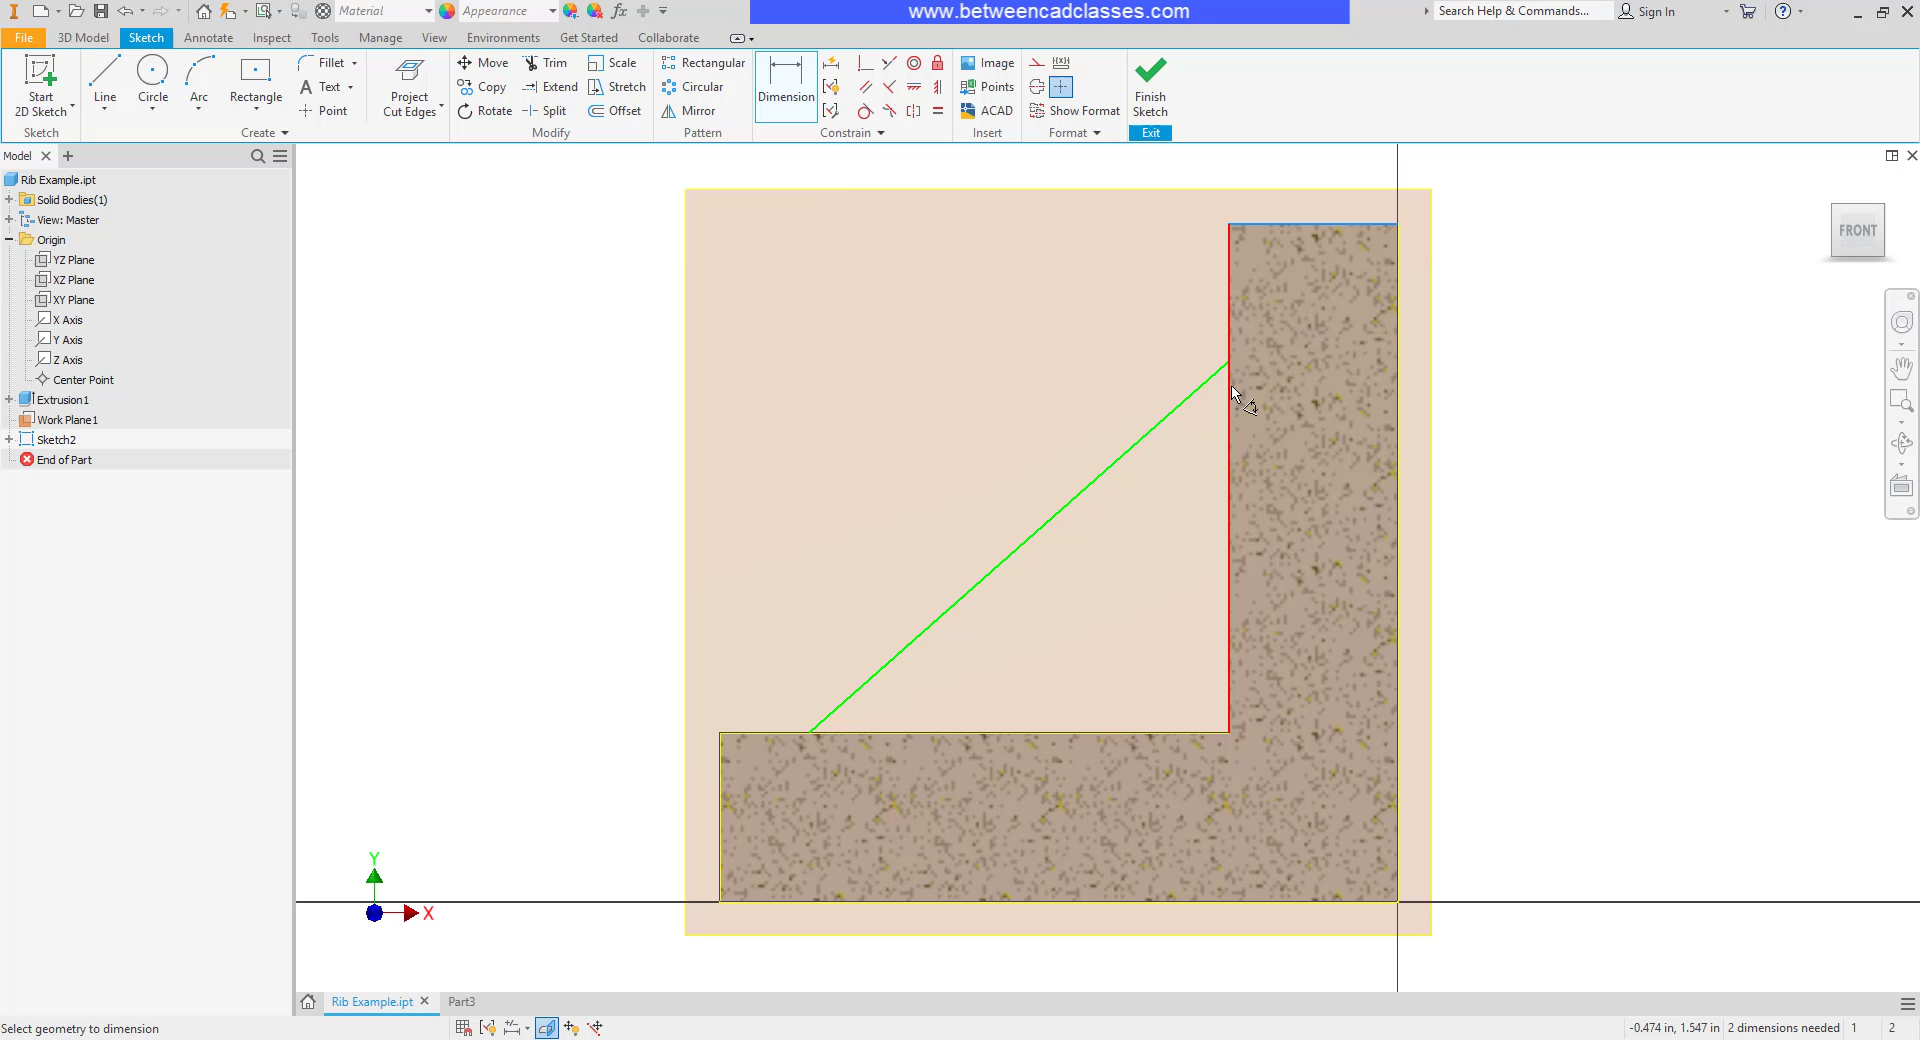 Material
Appearance
fx
www.betweencadclasses.com
Search Help & Commands...
Sign In
File
3D Model
Sketch
Annotate
Inspect
Tools
Manage
View
Environments
Get Started
Collaborate
Start
2D Sketch
Line
Circle
Arc
Rectangle
Fillet
Text
Point
Project
Cut Edges
Move
Copy
Rotate
Trim
Extend
Split
Scale
Stretch
Offset
Rectangular
Circular
Mirror
Dimension
Image
Points
ACAD
Show Format
Finish
Sketch
Sketch
Create
Modify
Pattern
Constrain
Insert
Format
Exit
Model
Rib Example.ipt
Solid Bodies(1)
View: Master
Origin
YZ Plane
XZ Plane
XY Plane
X Axis
Y Axis
Z Axis
Center Point
Extrusion1
Work Plane1
Sketch2
End of Part
FRONT
Y
X
Rib Example.ipt
Part3
Select geometry to dimension
-0.474 in, 1.547 in
2 dimensions needed
1
2